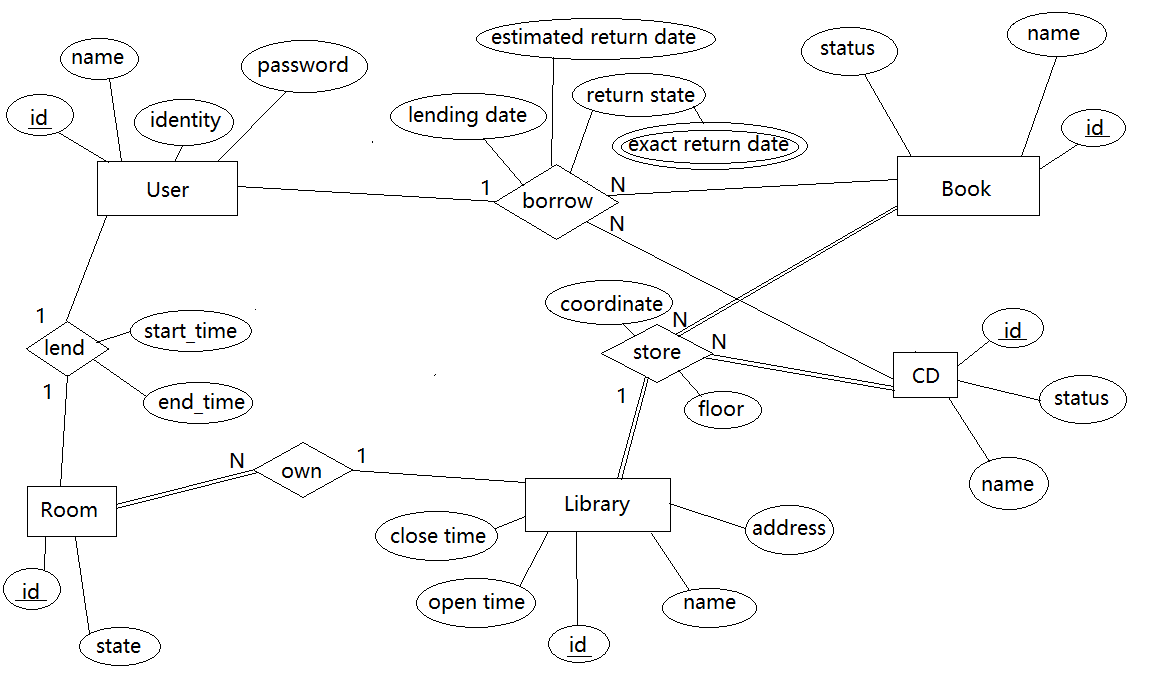 estimated return date
name
status
name
password
id
identity
lending date
return state
exact return date
id
User
1
borrow
N
Book
N
1
lend
start_time
1
end_time
coordinate
N
store
N
1
floor
id
CD
status
name
N
own
1
Room
Library
close time
address
id
open time
name
state
id